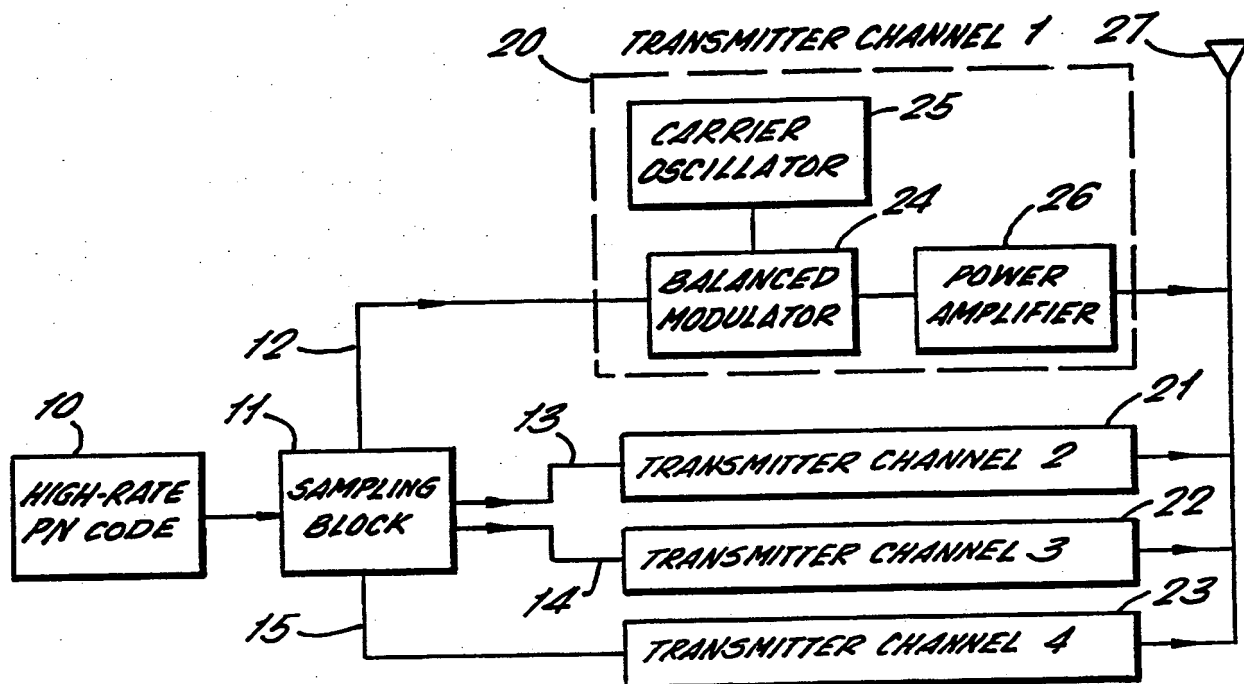 20
TRANSMITTER CHANNEL 1
27
CARRIER
OSCILLATOR
25
24
26
BALANCED
MODULATOR
POWER
AMPLIFIER
12
10
11
13
21
HIGH-RATE
PN CODE
SAMPLING
BLOCK
TRANSMITTER CHANNEL 2
22
TRANSMITTER CHANNEL 3
14
23
15
TRANSMITTER CHANNEL 4